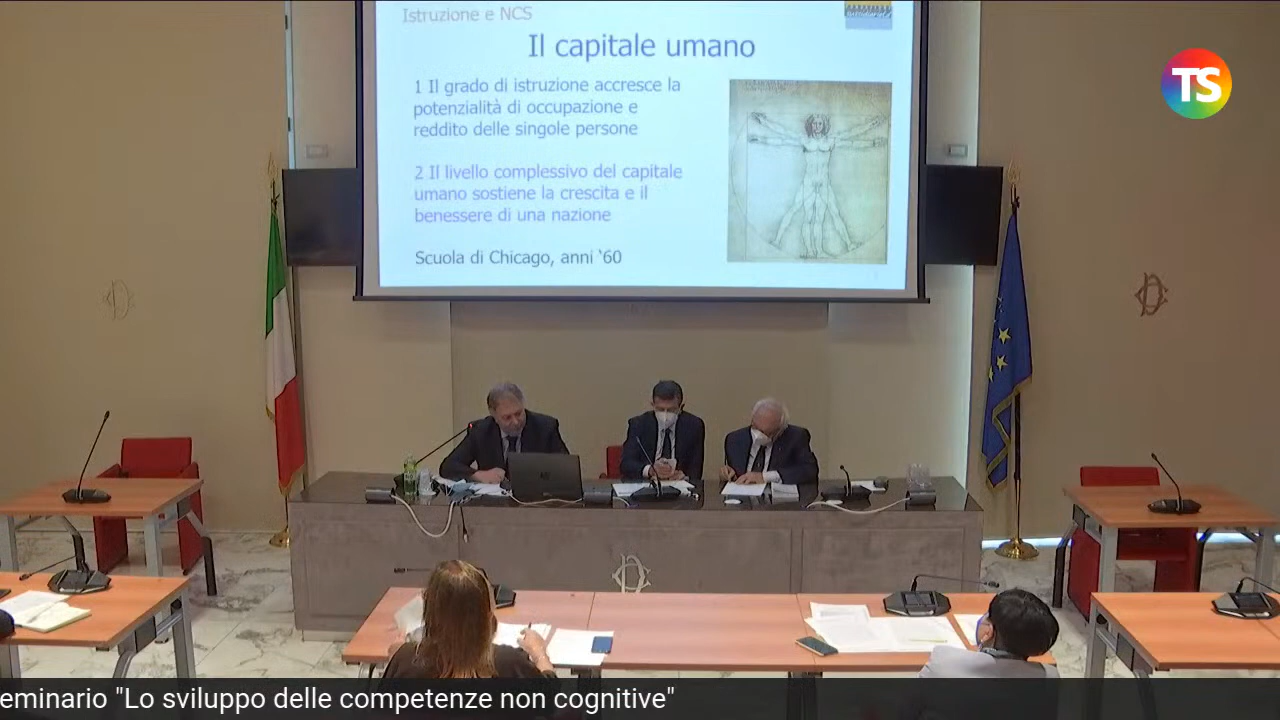 Istruzione e NCS
Il capitale umano
TS
1 Il grado di istruzione accresce la
potenzialità di occupazione e
reddito delle singole persone
2 Il livello complessivo del capitale
umano sostiene la crescita e il
benessere di una nazione
Scuola di Chicago, anni ‘60
eminario "Lo sviluppo delle competenze non cognitive"